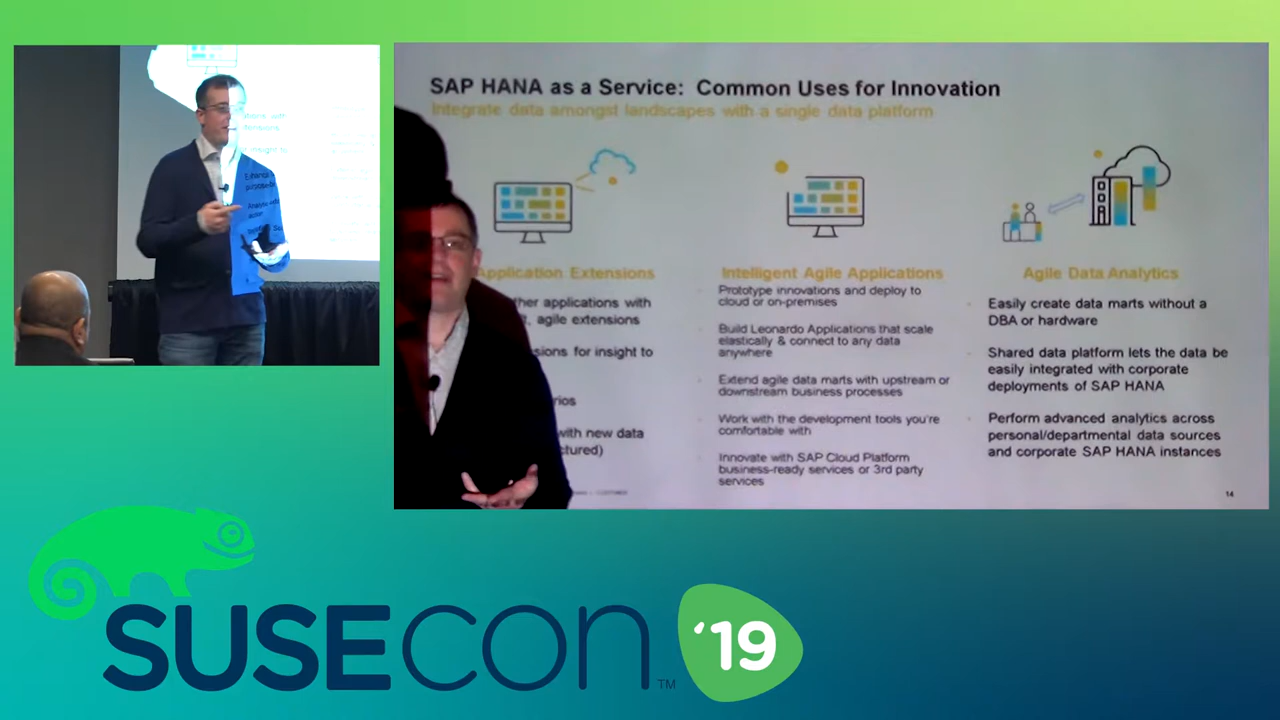 SAP HANA as a Service: Common Uses for Innovation
Integrate data amongst landscapes with a single data platform
Application Extensions
her applications with
, agile extensions
sions for insight to
rios
with new data
ctured)
Intelligent Agile Applications
Prototype innovations and deploy to
cloud or on-premises
Build Leonardo Applications that scale
elastically & connect to any data
anywhere
Extend agile data marts with upstream or
downstream business processes
Work with the development tools you're
comfortable with
Innovate with SAP Cloud Platform
business-ready services or 3rd party
services
Agile Data Analytics
Easily create data marts without a
DBA or hardware
Shared data platform lets the data be
easily integrated with corporate
deployments of SAP HANA
Perform advanced analytics across
personal/departmental data sources
and corporate SAP HANA instances
14
SUSECON
TM
'19